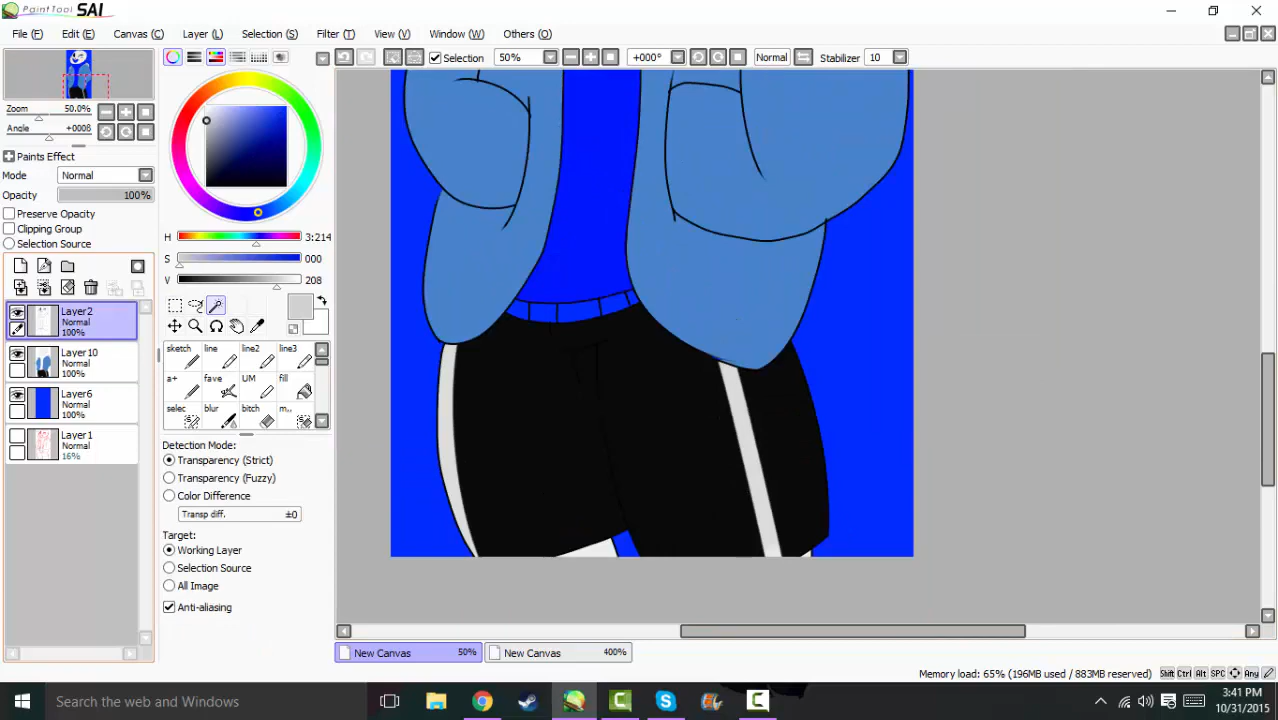 PaintTool SAI
File (F) Edit (E) Canvas (C) Layer (L) Selection (S) Filter (T) View (V) Window (W) Others (O)
Selection 50% +000° Normal Stabilizer 10
Zoom 50.0%
Angle +000ß
Paints Effect
Mode Normal
Opacity 100%
Preserve Opacity
Clipping Group
Selection Source
H 3:214
S 000
V 208
Layer2
Normal
100%
Layer10
Normal
100%
Layer6
Normal
100%
Layer1
Normal
16%
sketch line line2 line3
a+ fave UM fill
selec blur bitch m..
Detection Mode:
Transparency (Strict)
Transparency (Fuzzy)
Color Difference
Transp diff. ±0
Target:
Working Layer
Selection Source
All Image
Anti-aliasing
New Canvas 50% New Canvas 400%
Memory load: 65% (196MB used / 883MB reserved) Shift Ctrl Alt SPC Any
Search the web and Windows
3:41 PM
10/31/2015